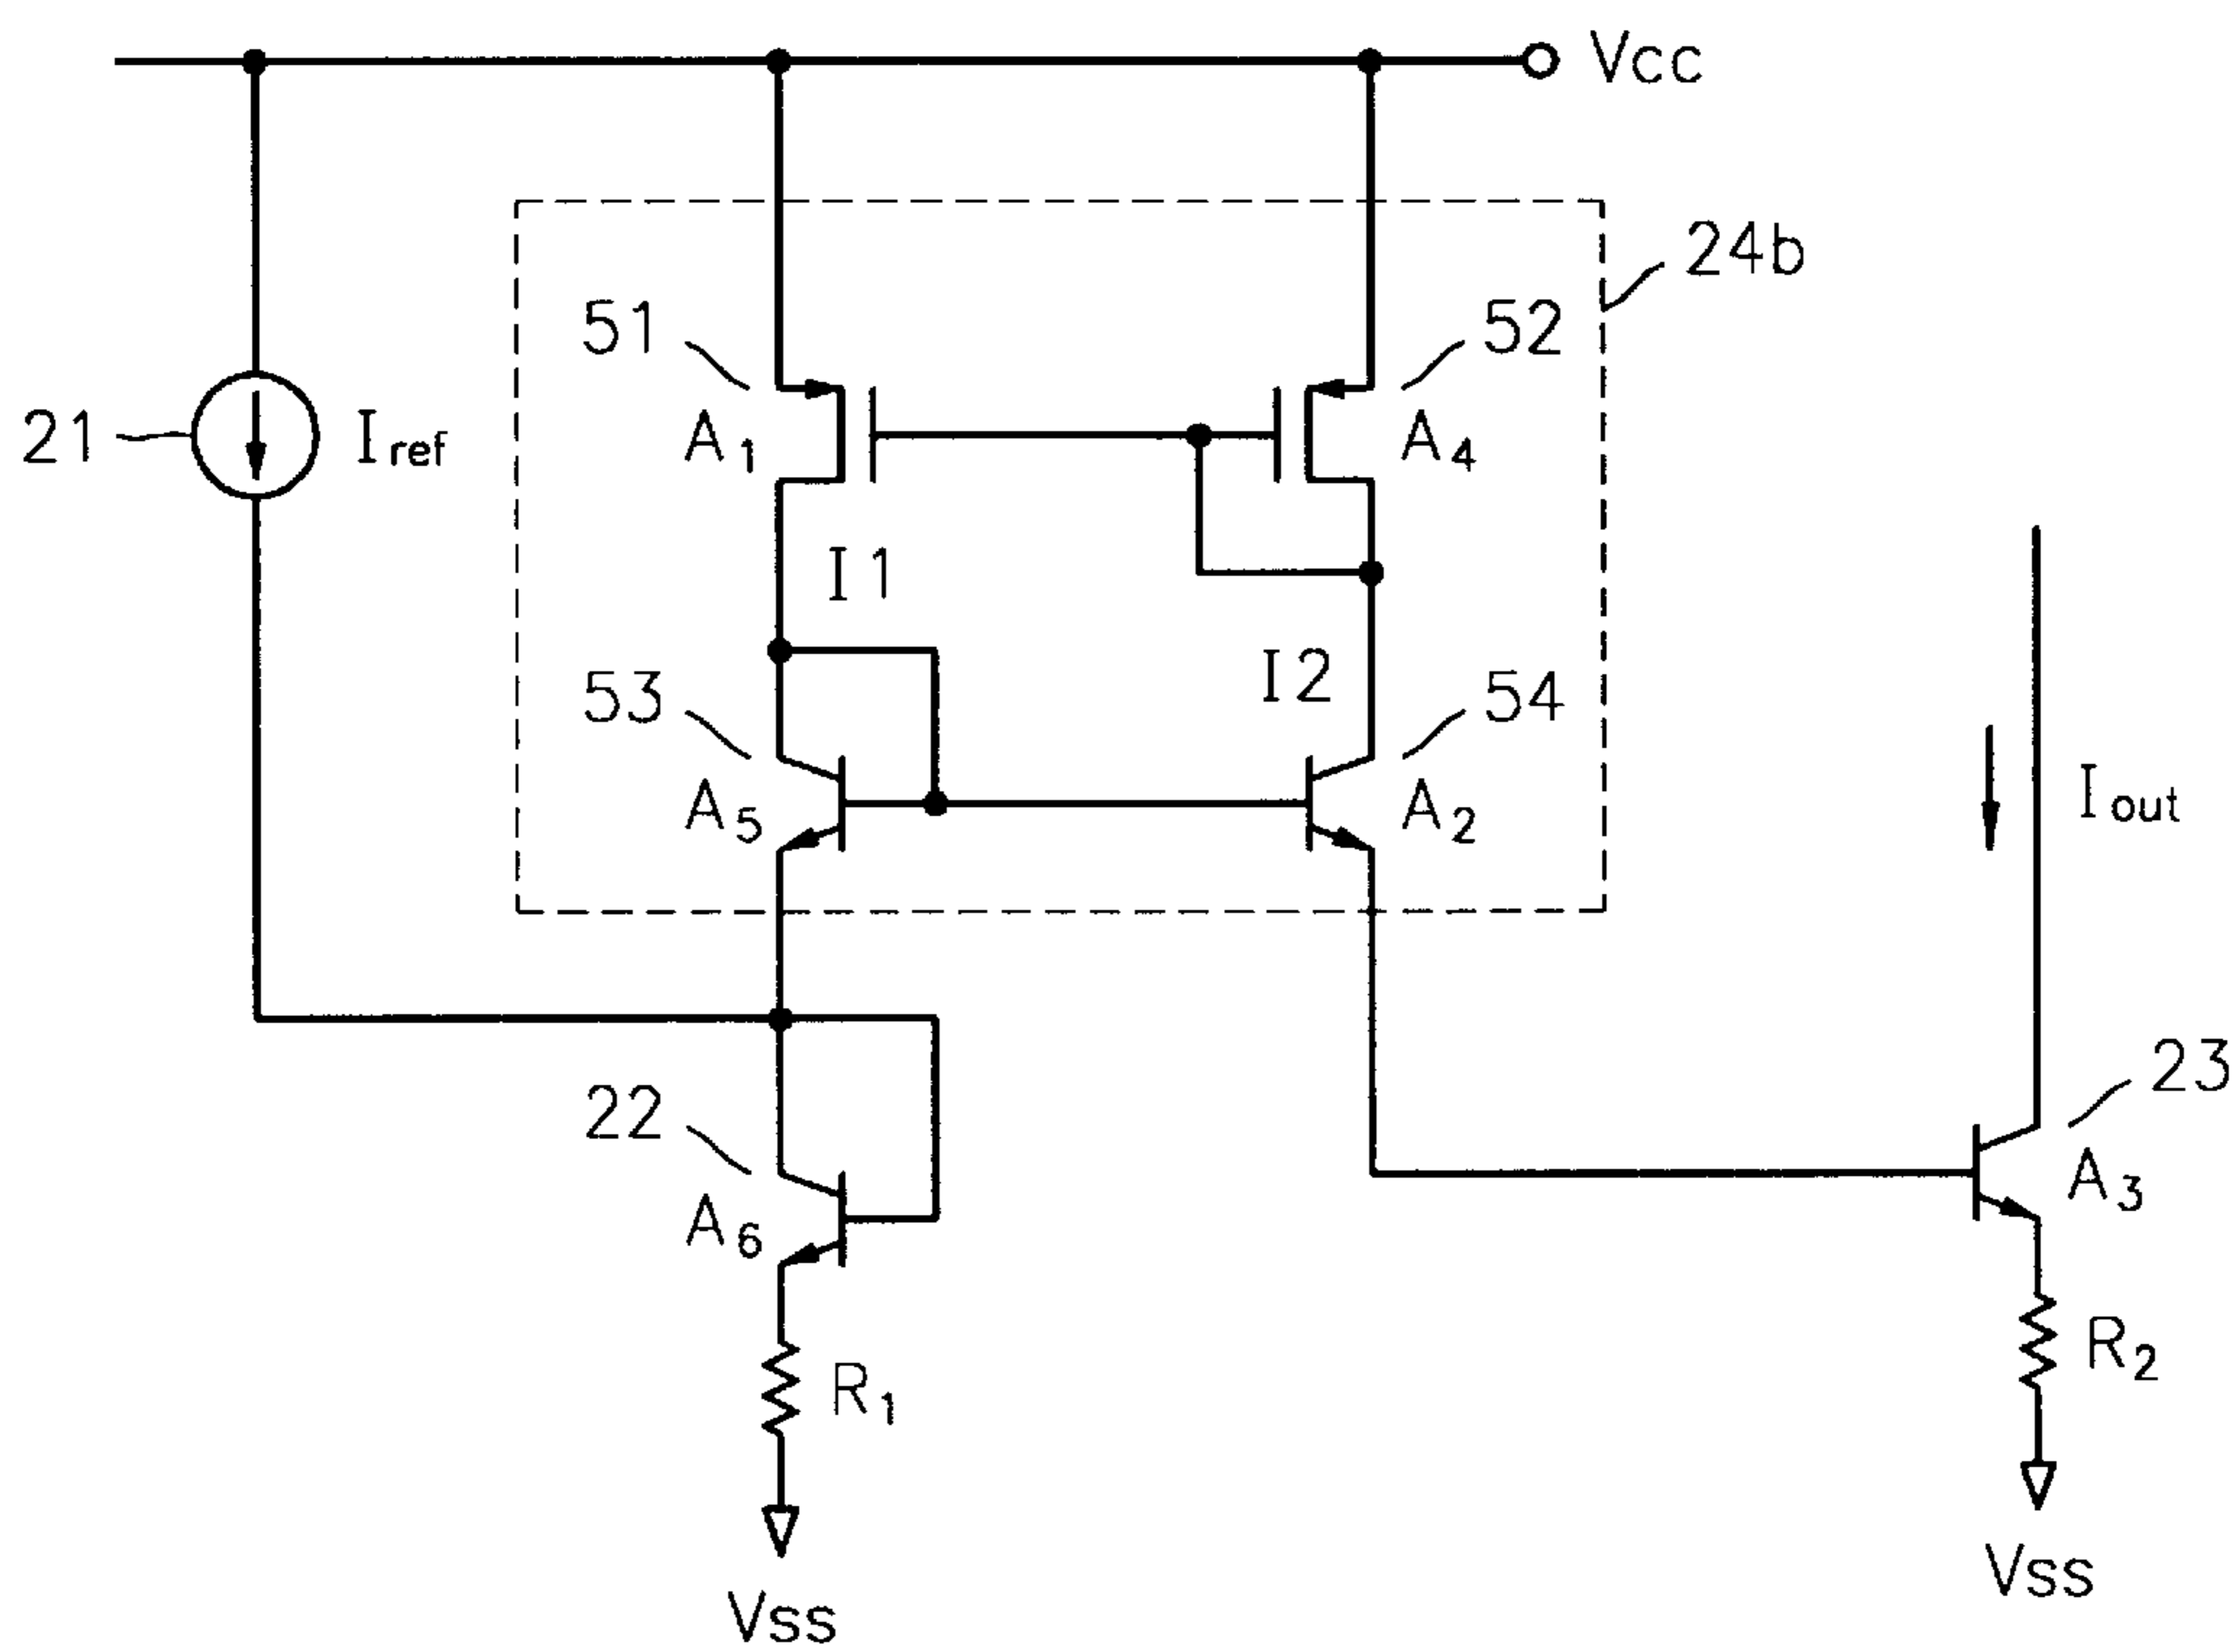 Vcc
24b
51
52
21
Iref
A1
A4
I1
I2
53
54
A5
A2
Iout
22
23
A6
A3
R1
R2
Vss
Vss